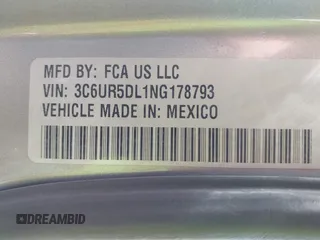 MFD BY: FCA US LLC
VIN: 3C6UR5DL1NG178793
VEHICLE MADE IN: MEXICO
DREAMBID